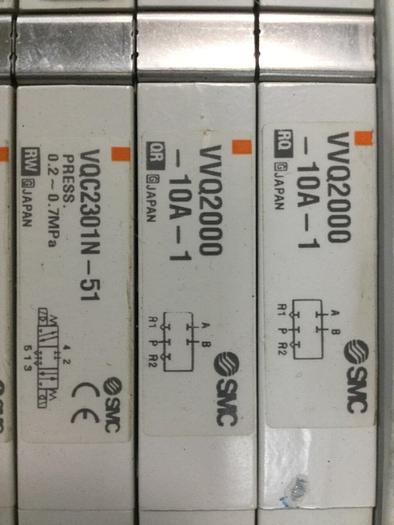 VQC2301N-51
PRESS.
0.2~0.7MPa
RW G JAPAN
4 2
5 1 3
SMC
VVQ2000
-10A-1
OR G JAPAN
A B
R1 P R2
SMC
VVQ2000
-10A-1
RO G JAPAN
A B
R1 P R2
SMC